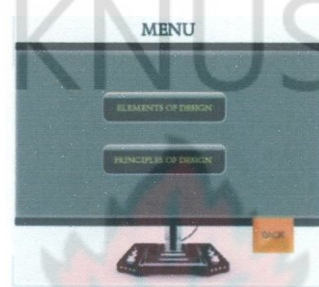 KNUS
MENU
ELEMENTS OF DESIGN
PRINCIPLES OF DESIGN
BACK